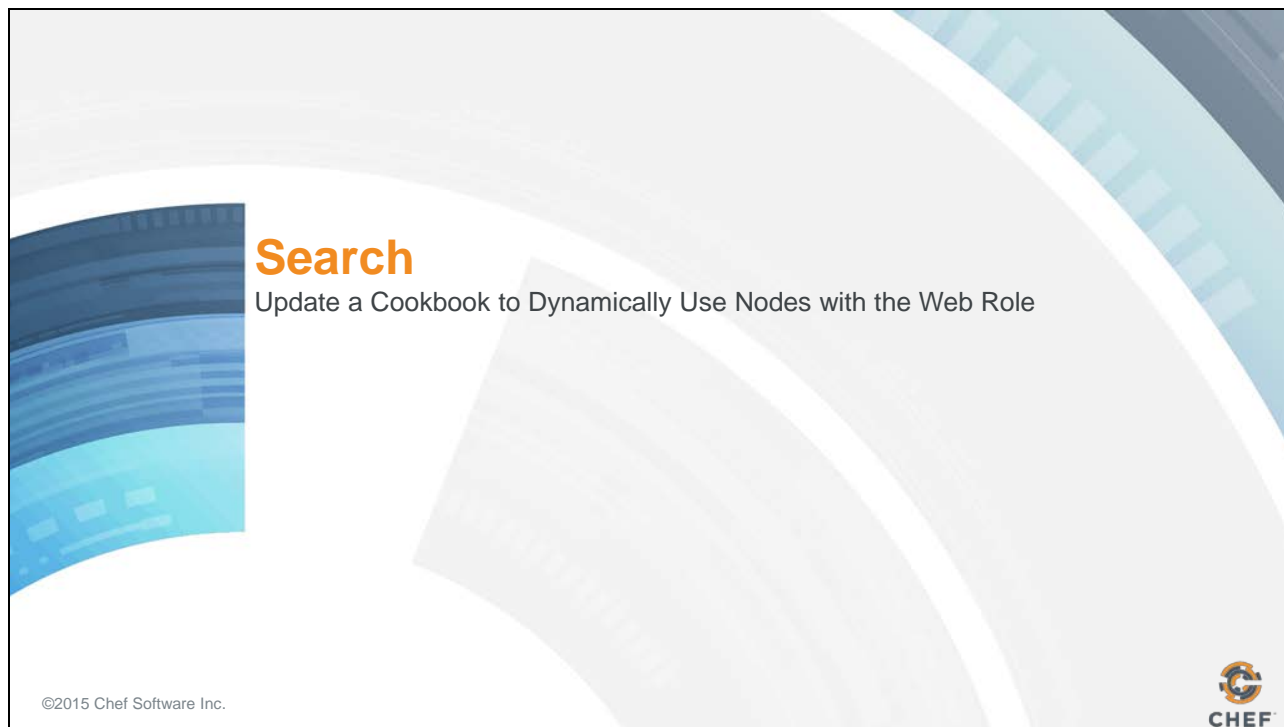 Search
Update a Cookbook to Dynamically Use Nodes with the Web Role
©2015 Chef Software Inc.
CHEF